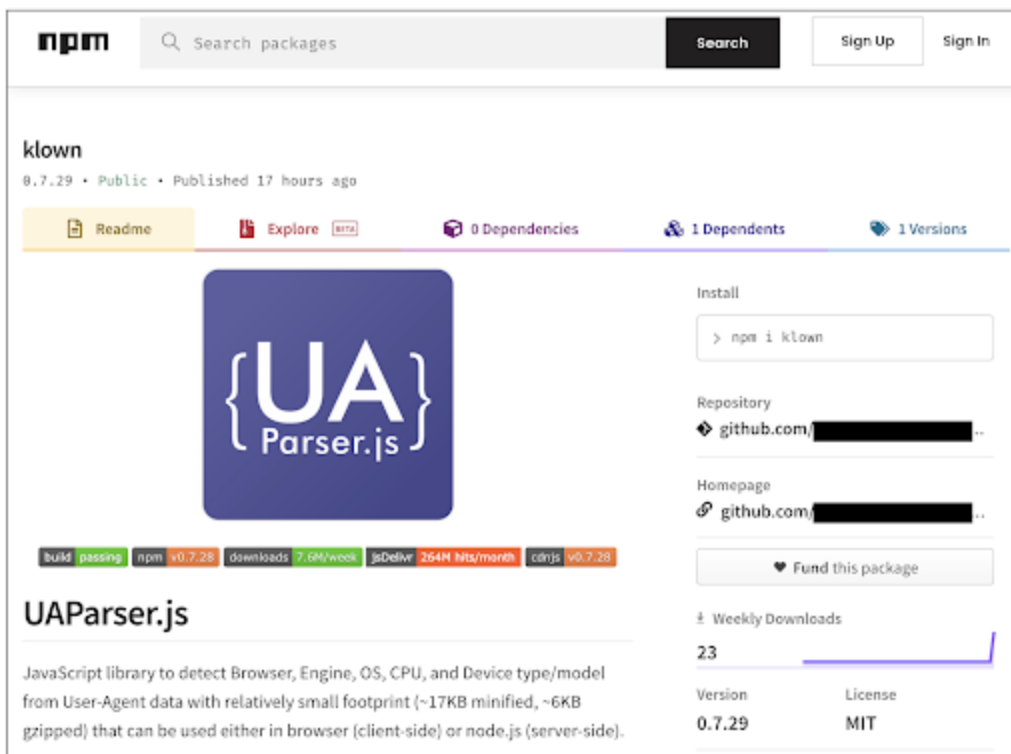 npm
Search packages
Search
Sign Up
Sign In
klown
0.7.29 • Public • Published 17 hours ago
Readme
Explore BETA
0 Dependencies
1 Dependents
1 Versions
{UA}
Parser.js
build passing
npm v0.7.28
downloads 7.6M/week
jsDelivr 264M hits/month
cdnjs v0.7.28
UAParser.js
JavaScript library to detect Browser, Engine, OS, CPU, and Device type/model
from User-Agent data with relatively small footprint (~17KB minified, ~6KB
gzipped) that can be used either in browser (client-side) or node.js (server-side).
Install
> npm i klown
Repository
github.com/ ..
Homepage
github.com/ ..
Fund this package
Weekly Downloads
23
Version
License
0.7.29
MIT